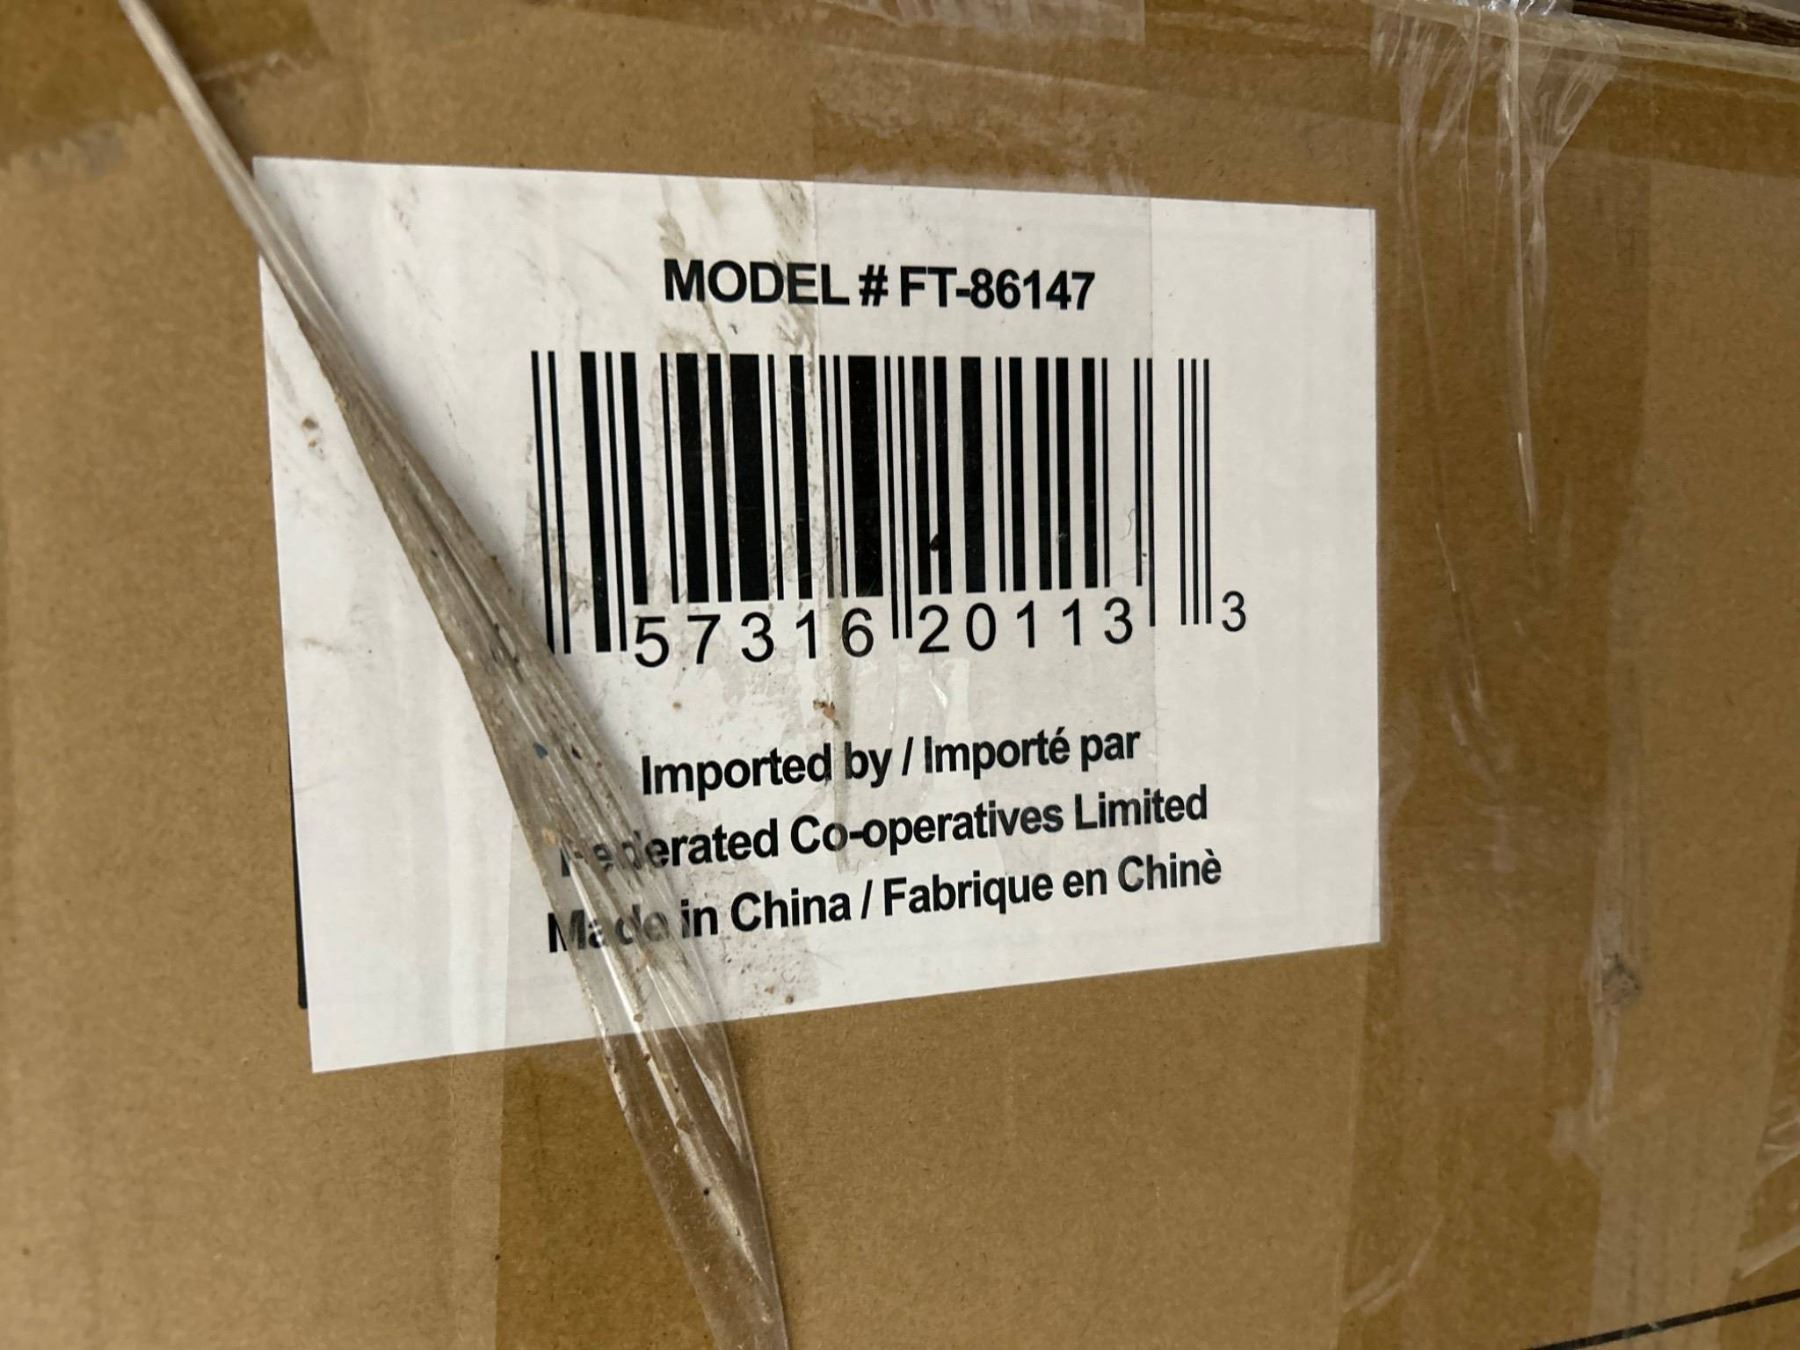 MODEL # FT-86147
57316 20113 3
Imported by / Importé par
Federated Co-operatives Limited
Made in China / Fabrique en Chinè